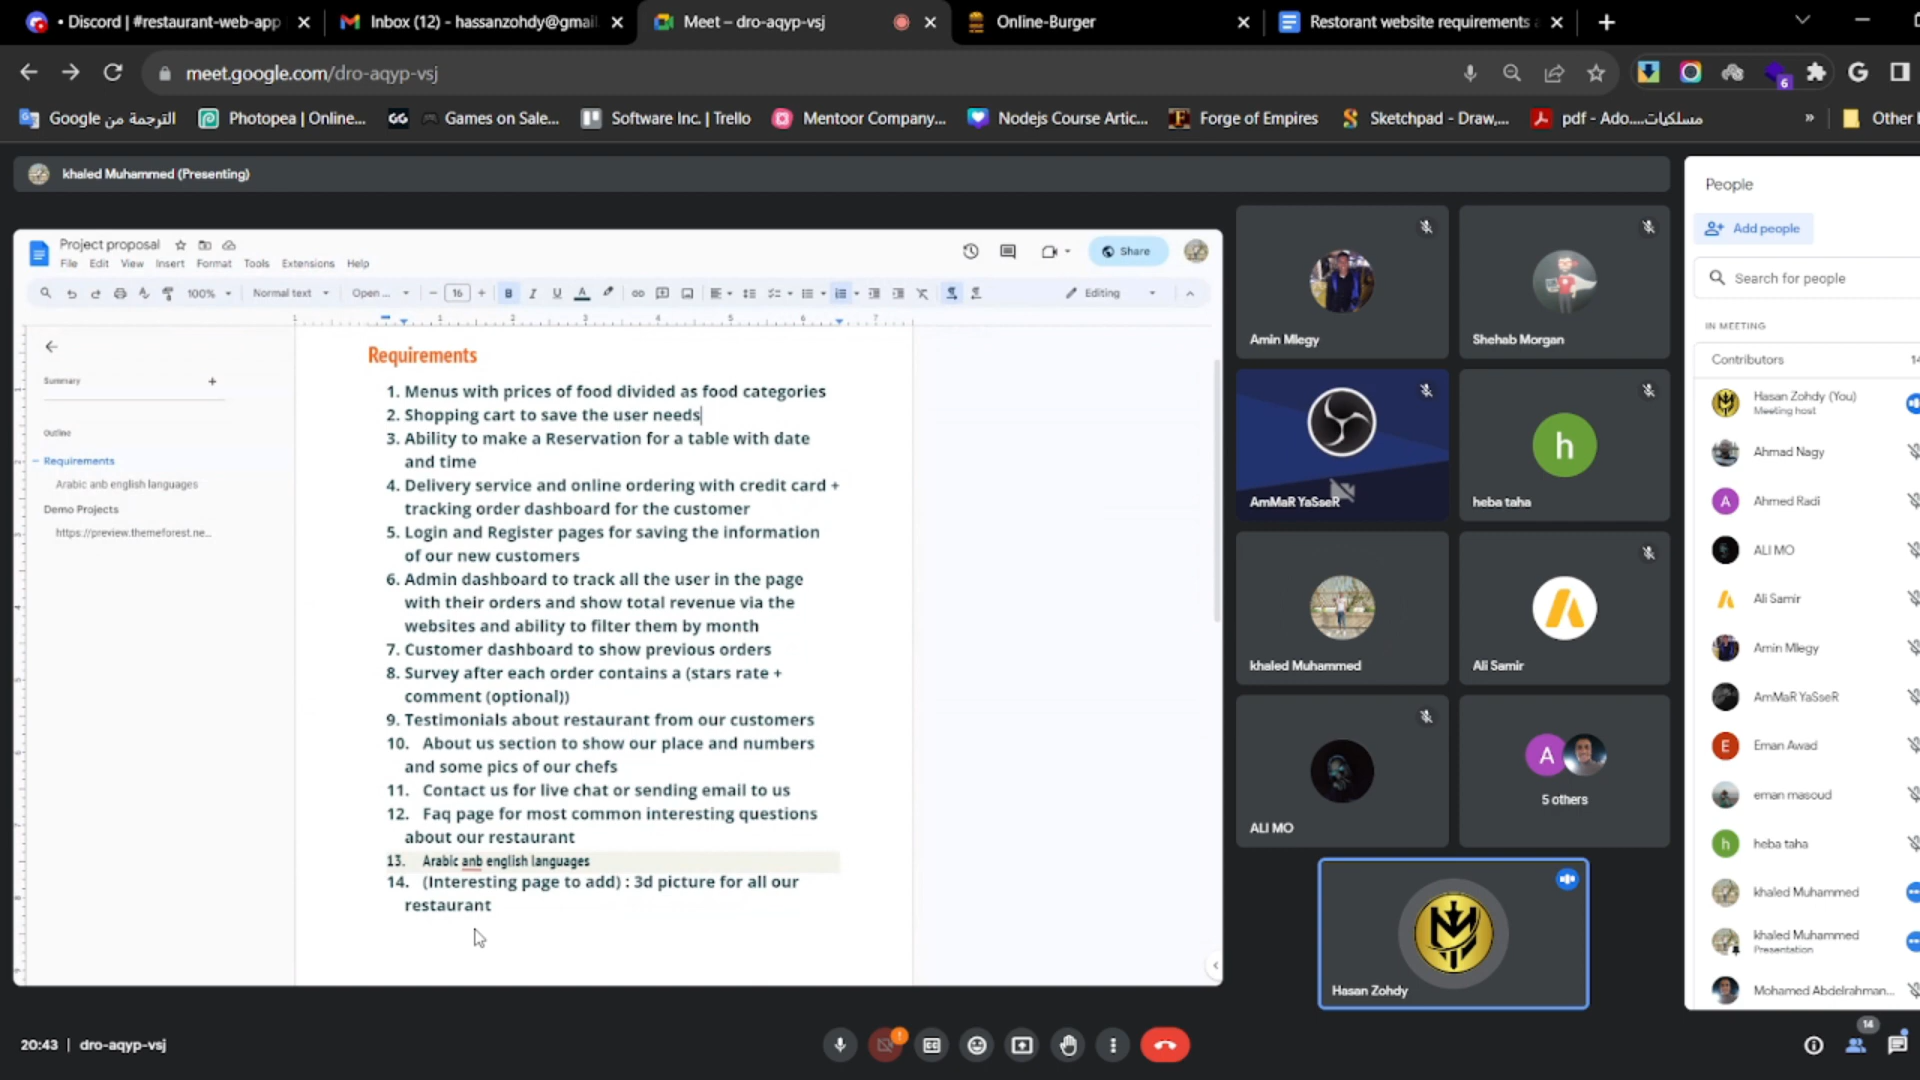 Discord | #restaurant-web-app
Inbox (12) - hassanzohdy@gmail
Meet – dro-aqyp-vsj
Online-Burger
Restorant website requirements
meet.google.com/dro-aqyp-vsj
6
Google الترجمة من
Photopea | Online...
Games on Sale...
Software Inc. | Trello
Mentoor Company...
Nodejs Course Artic...
Forge of Empires
Sketchpad - Draw,...
pdf - Ado....مسلكيات
»
Other
khaled Muhammed (Presenting)
Project proposal
File Edit View Insert Format Tools Extensions Help
Share
100%
Normal text
Open ...
16
Editing
Summary
Outline
Requirements
Arabic anb english languages
Demo Projects
https://preview.themeforest.ne...
Requirements
1. Menus with prices of food divided as food categories
2. Shopping cart to save the user needs
3. Ability to make a Reservation for a table with date
and time
4. Delivery service and online ordering with credit card +
tracking order dashboard for the customer
5. Login and Register pages for saving the information
of our new customers
6. Admin dashboard to track all the user in the page
with their orders and show total revenue via the
websites and ability to filter them by month
7. Customer dashboard to show previous orders
8. Survey after each order contains a (stars rate +
comment (optional))
9. Testimonials about restaurant from our customers
10. About us section to show our place and numbers
and some pics of our chefs
11. Contact us for live chat or sending email to us
12. Faq page for most common interesting questions
about our restaurant
13. Arabic anb english languages
14. (Interesting page to add) : 3d picture for all our
restaurant
Amin Mlegy
Shehab Morgan
AmMaR YaSseR
h
heba taha
khaled Muhammed
Ali Samir
ALI MO
A
5 others
Hasan Zohdy
People
Add people
Search for people
IN MEETING
Contributors
Hasan Zohdy (You)
Meeting host
Ahmad Nagy
A
Ahmed Radi
ALI MO
Ali Samir
Amin Mlegy
AmMaR YaSseR
E
Eman Awad
eman masoud
h
heba taha
khaled Muhammed
khaled Muhammed
Presentation
Mohamed Abdelrahman...
20:43 | dro-aqyp-vsj
14